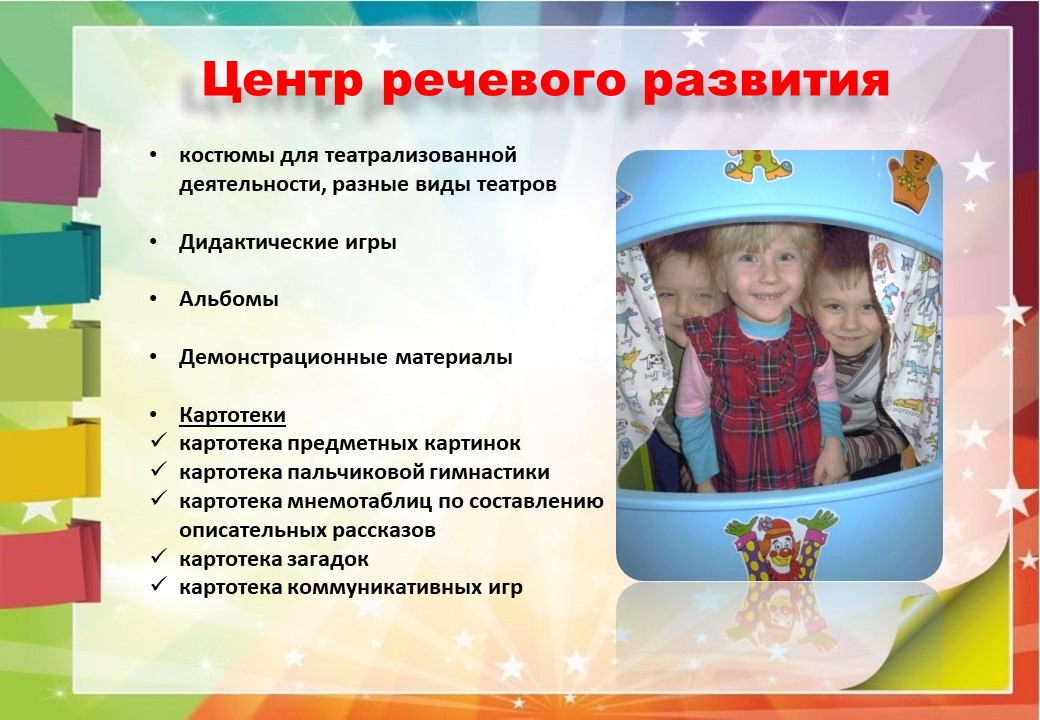 Центр речевого развития
• костюмы для театрализованной
деятельности, разные виды театров
• Дидактические игры
• Альбомы
• Демонстрационные материалы
• Картотеки
✓ картотека предметных картинок
✓ картотека пальчиковой гимнастики
✓ картотека мнемотаблиц по составлению
описательных рассказов
✓ картотека загадок
✓ картотека коммуникативных игр